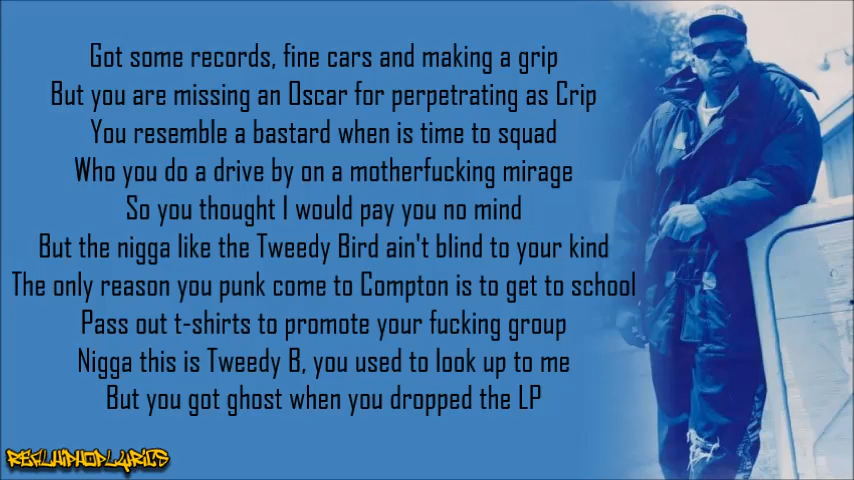 Got some records, fine cars and making a grip
But you are missing an Oscar for perpetrating as Crip
You resemble a bastard when is time to squad
Who you do a drive by on a motherfucking mirage
So you thought I would pay you no mind
But the nigga like the Tweedy Bird ain't blind to your kind
The only reason you punk come to Compton is to get to school
Pass out t-shirts to promote your fucking group
Nigga this is Tweedy B, you used to look up to me
But you got ghost when you dropped the LP
REALHIPHOPLYRICS